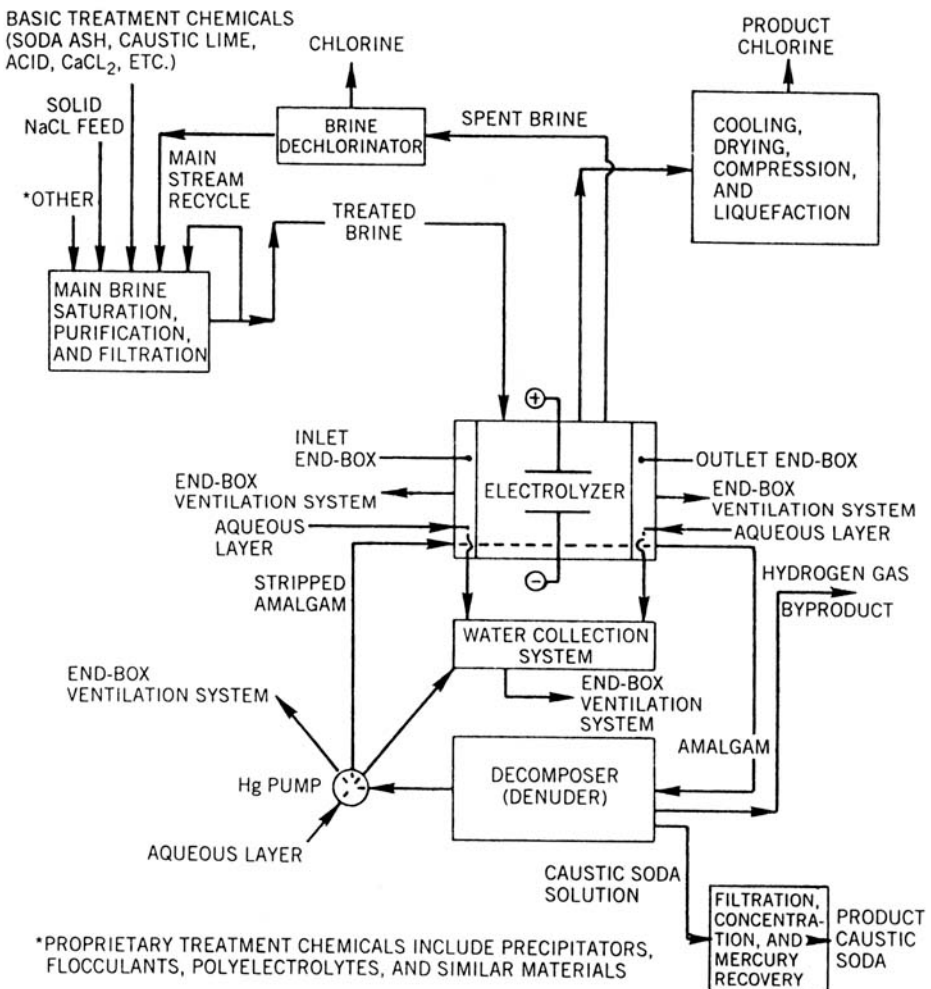 BASIC TREATMENT CHEMICALS
(SODA ASH, CAUSTIC LIME,
ACID, CaCL₂, ETC.)
CHLORINE
PRODUCT
CHLORINE
SOLID
NaCL FEED
*OTHER
MAIN
STREAM
RECYCLE
BRINE
DECHLORINATOR
SPENT BRINE
COOLING,
DRYING,
COMPRESSION,
AND
LIQUEFACTION
TREATED
BRINE
MAIN BRINE
SATURATION,
PURIFICATION,
AND FILTRATION
+
INLET
END-BOX
OUTLET END-BOX
END-BOX
VENTILATION SYSTEM
ELECTROLYZER
END-BOX
VENTILATION SYSTEM
AQUEOUS
LAYER
AQUEOUS LAYER
−
STRIPPED
AMALGAM
HYDROGEN GAS
BYPRODUCT
WATER COLLECTION
SYSTEM
END-BOX
VENTILATION SYSTEM
END-BOX
VENTILATION
SYSTEM
AMALGAM
Hg PUMP
DECOMPOSER
(DENUDER)
AQUEOUS LAYER
CAUSTIC SODA
SOLUTION
FILTRATION,
CONCENTRA-
TION, AND
MERCURY
RECOVERY
PRODUCT
CAUSTIC
SODA
*PROPRIETARY TREATMENT CHEMICALS INCLUDE PRECIPITATORS,
FLOCCULANTS, POLYELECTROLYTES, AND SIMILAR MATERIALS